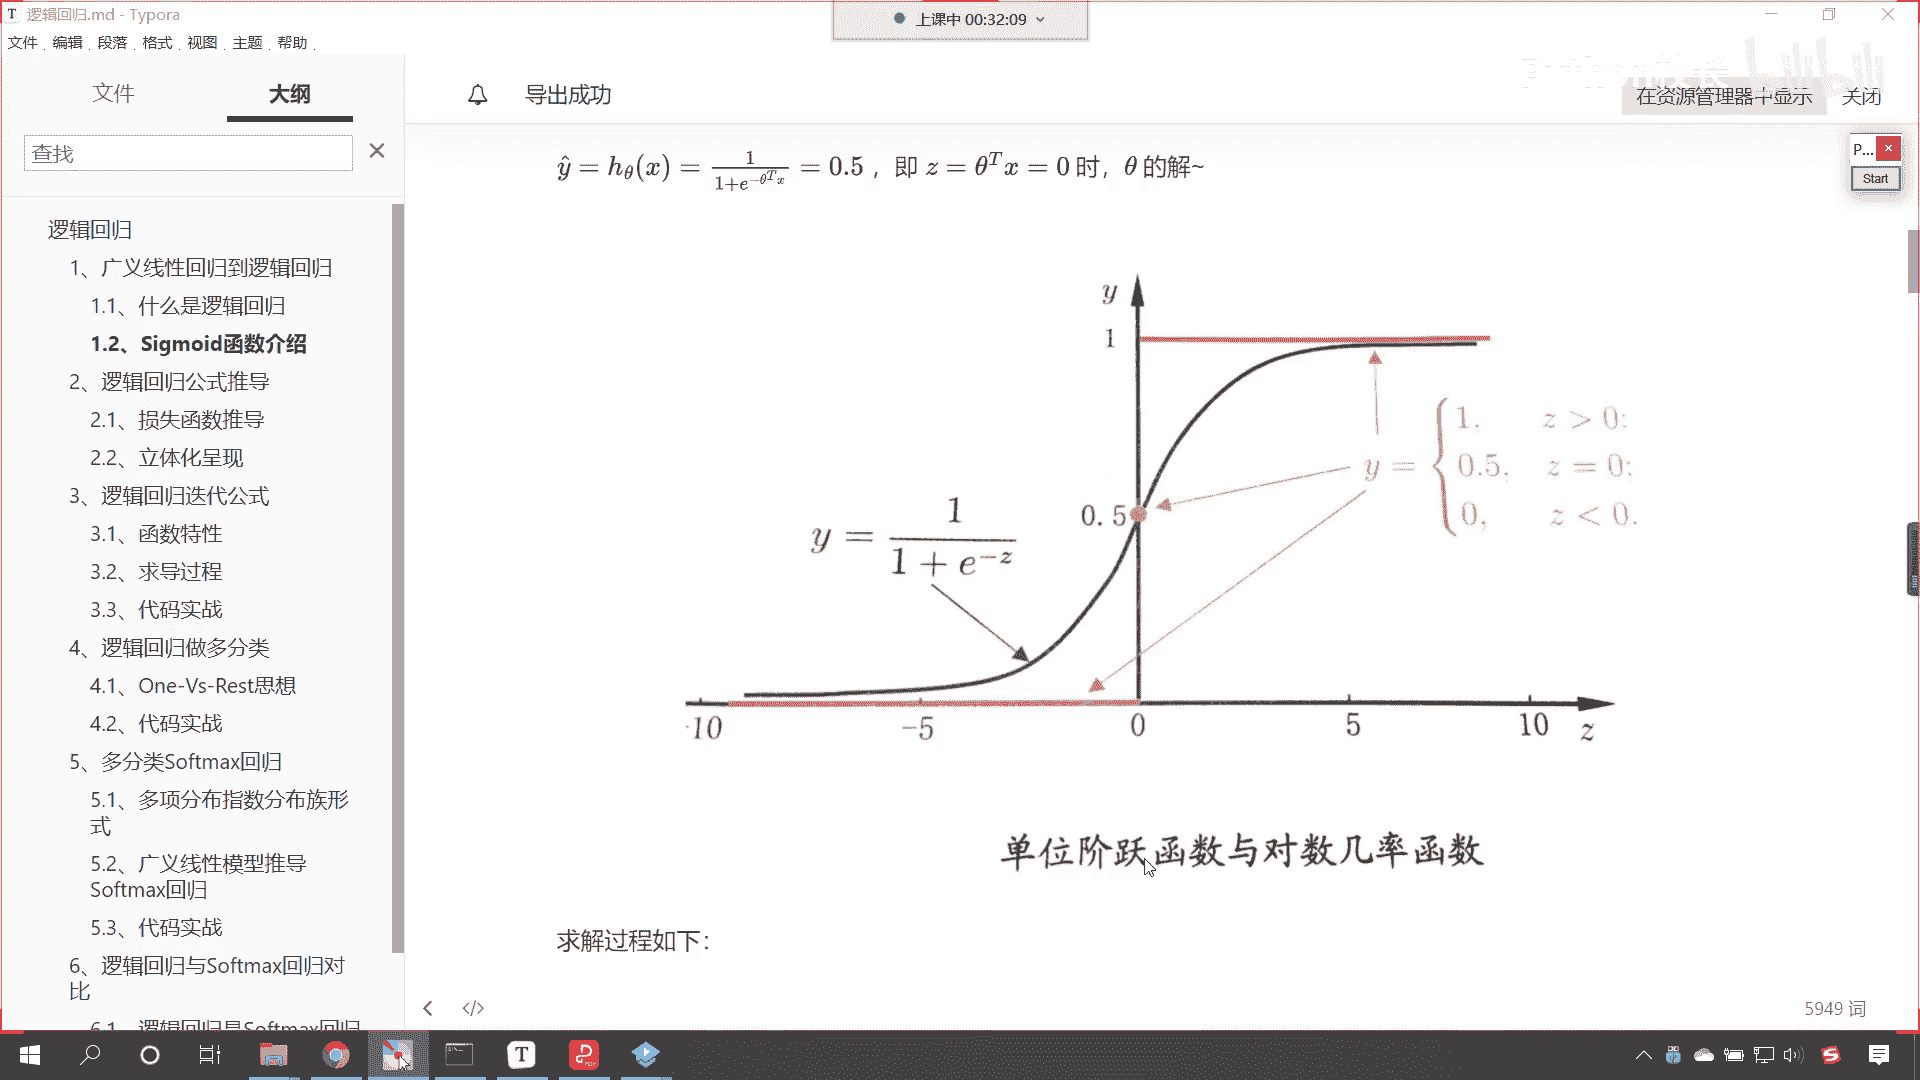 逻辑回归.md - Typora
上课中 00:32:09
文件 编辑 段落 格式 视图 主题 帮助
文件 大纲
导出成功
在资源管理器中显示 关闭
查找
P...
Start
ŷ = h_θ(x) = 1/(1+e^{-θ^T x}) = 0.5，即 z = θ^T x = 0 时，θ 的解~
逻辑回归
1、广义线性回归到逻辑回归
1.1、什么是逻辑回归
1.2、Sigmoid函数介绍
2、逻辑回归公式推导
2.1、损失函数推导
2.2、立体化呈现
3、逻辑回归迭代公式
3.1、函数特性
3.2、求导过程
3.3、代码实战
4、逻辑回归做多分类
4.1、One-Vs-Rest思想
4.2、代码实战
5、多分类Softmax回归
5.1、多项分布指数分布族形
式
5.2、广义线性模型推导
Softmax回归
5.3、代码实战
6、逻辑回归与Softmax回归对
比
6.1、逻辑回归是Softmax回归
y
1
0.5
y = 1/(1 + e^{-z})
y = { 1, z > 0;
0.5, z = 0;
0, z < 0.
-10 -5 0 5 10 z
单位阶跃函数与对数几率函数
求解过程如下：
5949 词